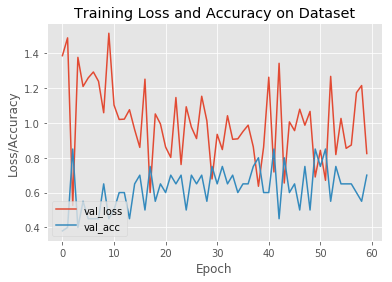 Training Loss and Accuracy on Dataset
Loss/Accuracy
1.4
1.2
1.0
0.8
0.6
0.4
val_loss
val_acc
0 10 20 30 40 50 60
Epoch